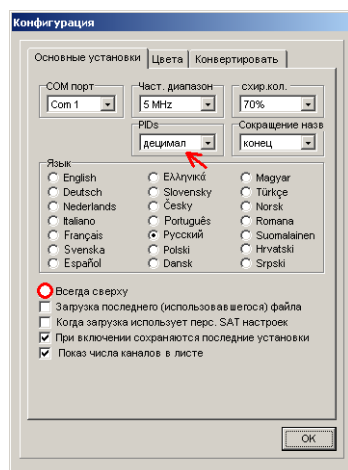 Конфигурация
Основные установки Цвета Конвертировать
COM порт Част. диапазон схир.кол.
Com 1 5 MHz 70%
PIDs Сокращение назв
децимал конец
Язык
English Ελληνικά Magyar
Deutsch Slovensky Türkçe
Nederlands Česky Norsk
Italiano Português Romana
Français Русский Suomalainen
Svenska Polski Hrvatski
Español Dansk Srpski
Всегда сверху
Загрузка последнего (использовавшегося) файла
Когда загрузка использует перс. SAT настроек
При включении сохраняются последние установки
Показ числа каналов в листе
OK